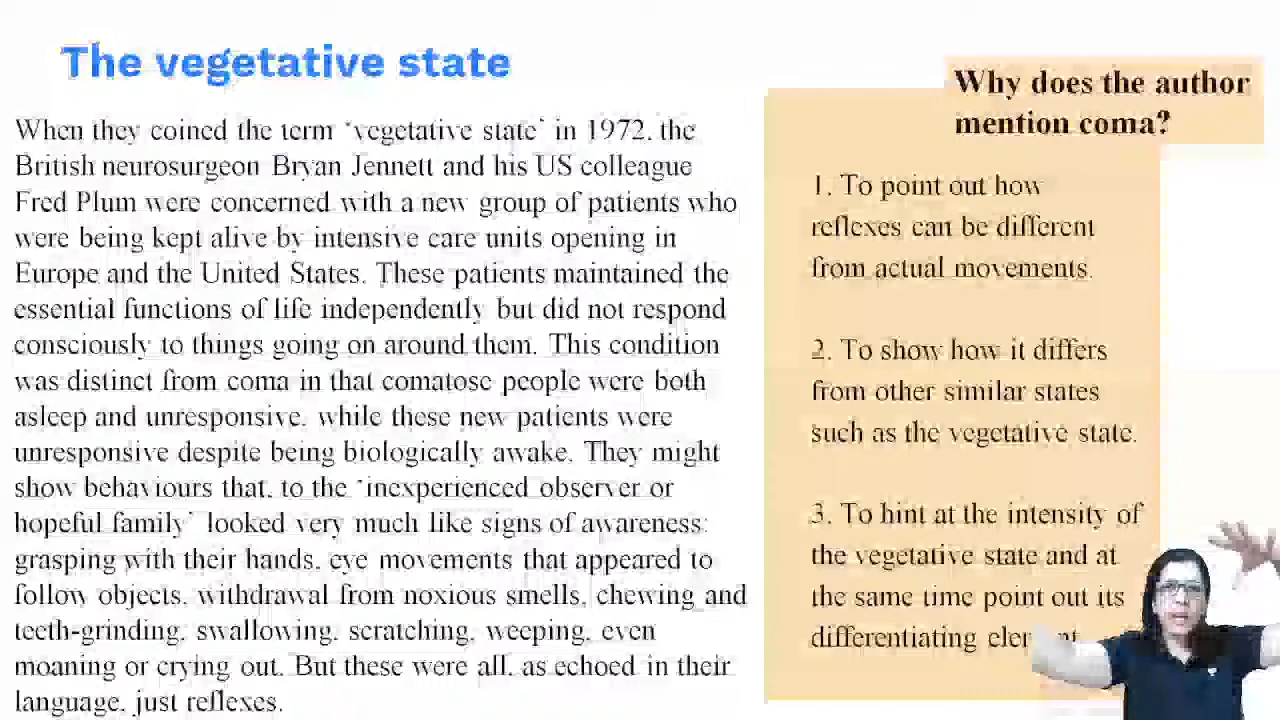 The vegetative state
When they coined the term 'vegetative state' in 1972, the
British neurosurgeon Bryan Jennett and his US colleague
Fred Plum were concerned with a new group of patients who
were being kept alive by intensive care units opening in
Europe and the United States. These patients maintained the
essential functions of life independently but did not respond
consciously to things going on around them. This condition
was distinct from coma in that comatose people were both
asleep and unresponsive, while these new patients were
unresponsive despite being biologically awake. They might
show behaviours that, to the 'inexperienced observer or
hopeful family' looked very much like signs of awareness:
grasping with their hands, eye movements that appeared to
follow objects, withdrawal from noxious smells, chewing and
teeth-grinding, swallowing, scratching, weeping, even
moaning or crying out. But these were all, as echoed in their
language, just reflexes.
Why does the author
mention coma?
1. To point out how
reflexes can be different
from actual movements.
2. To show how it differs
from other similar states
such as the vegetative state.
3. To hint at the intensity of
the vegetative state and at
the same time point out its
differentiating